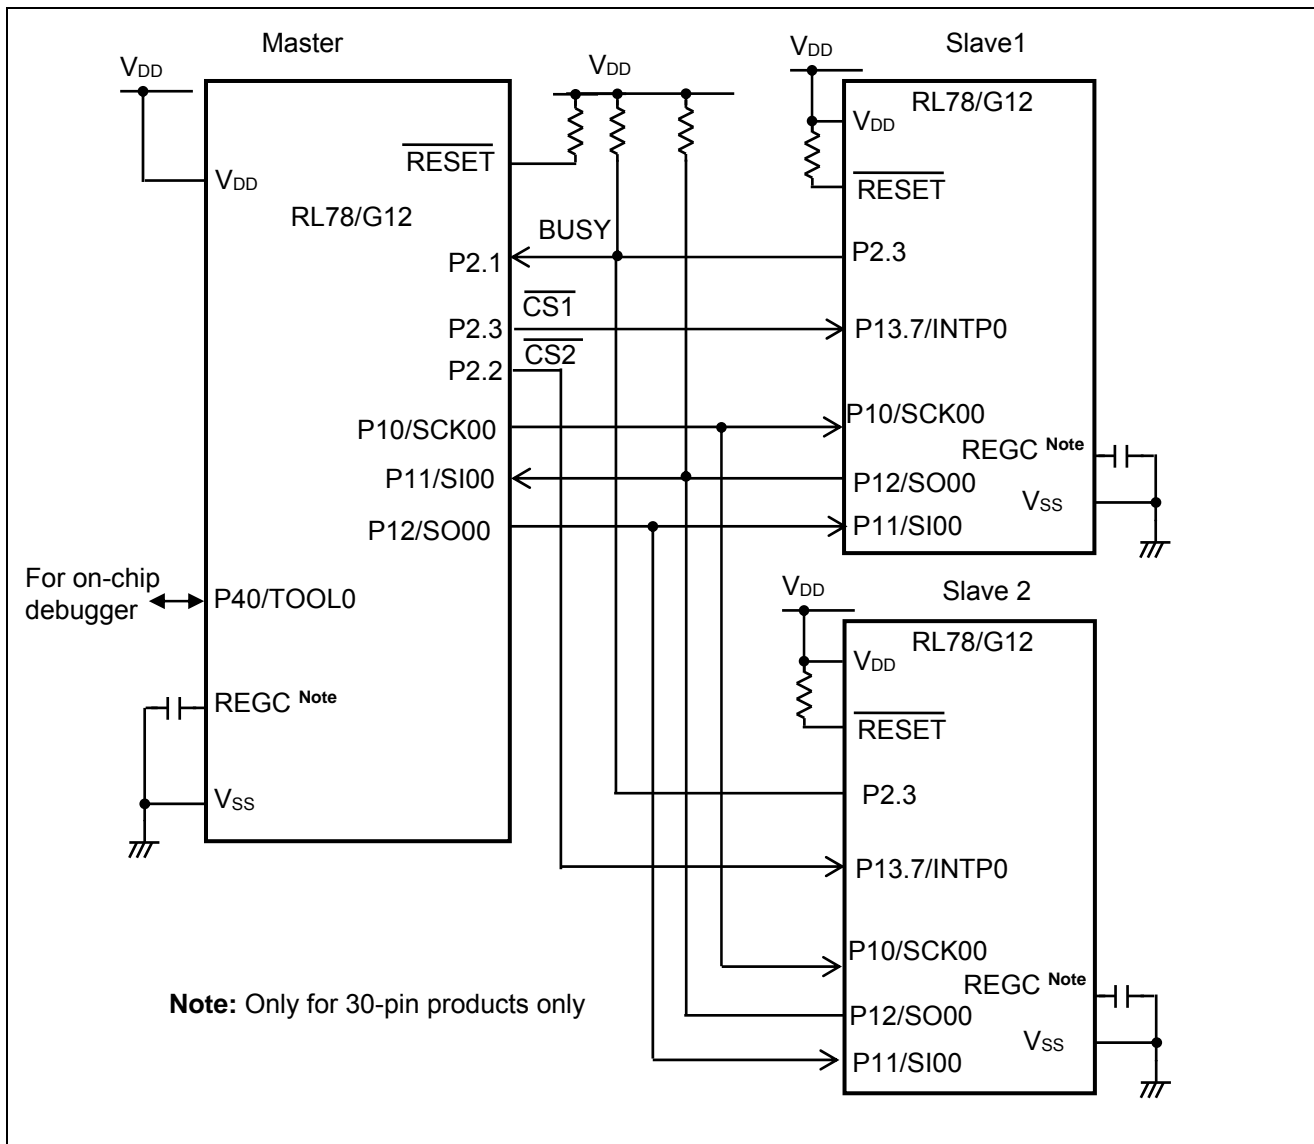 Master
VDD
VDD
RL78/G12
RESET
P2.1
P2.3
P2.2
P10/SCK00
P11/SI00
P12/SO00
P40/TOOL0
REGC Note
VSS
For on-chip
debugger
VDD
BUSY
CS1
CS2
Slave1
VDD
RL78/G12
VDD
RESET
P2.3
P13.7/INTP0
P10/SCK00
REGC Note
P12/SO00
VSS
P11/SI00
Slave 2
VDD
RL78/G12
VDD
RESET
P2.3
P13.7/INTP0
P10/SCK00
REGC Note
P12/SO00
VSS
P11/SI00
Note: Only for 30-pin products only